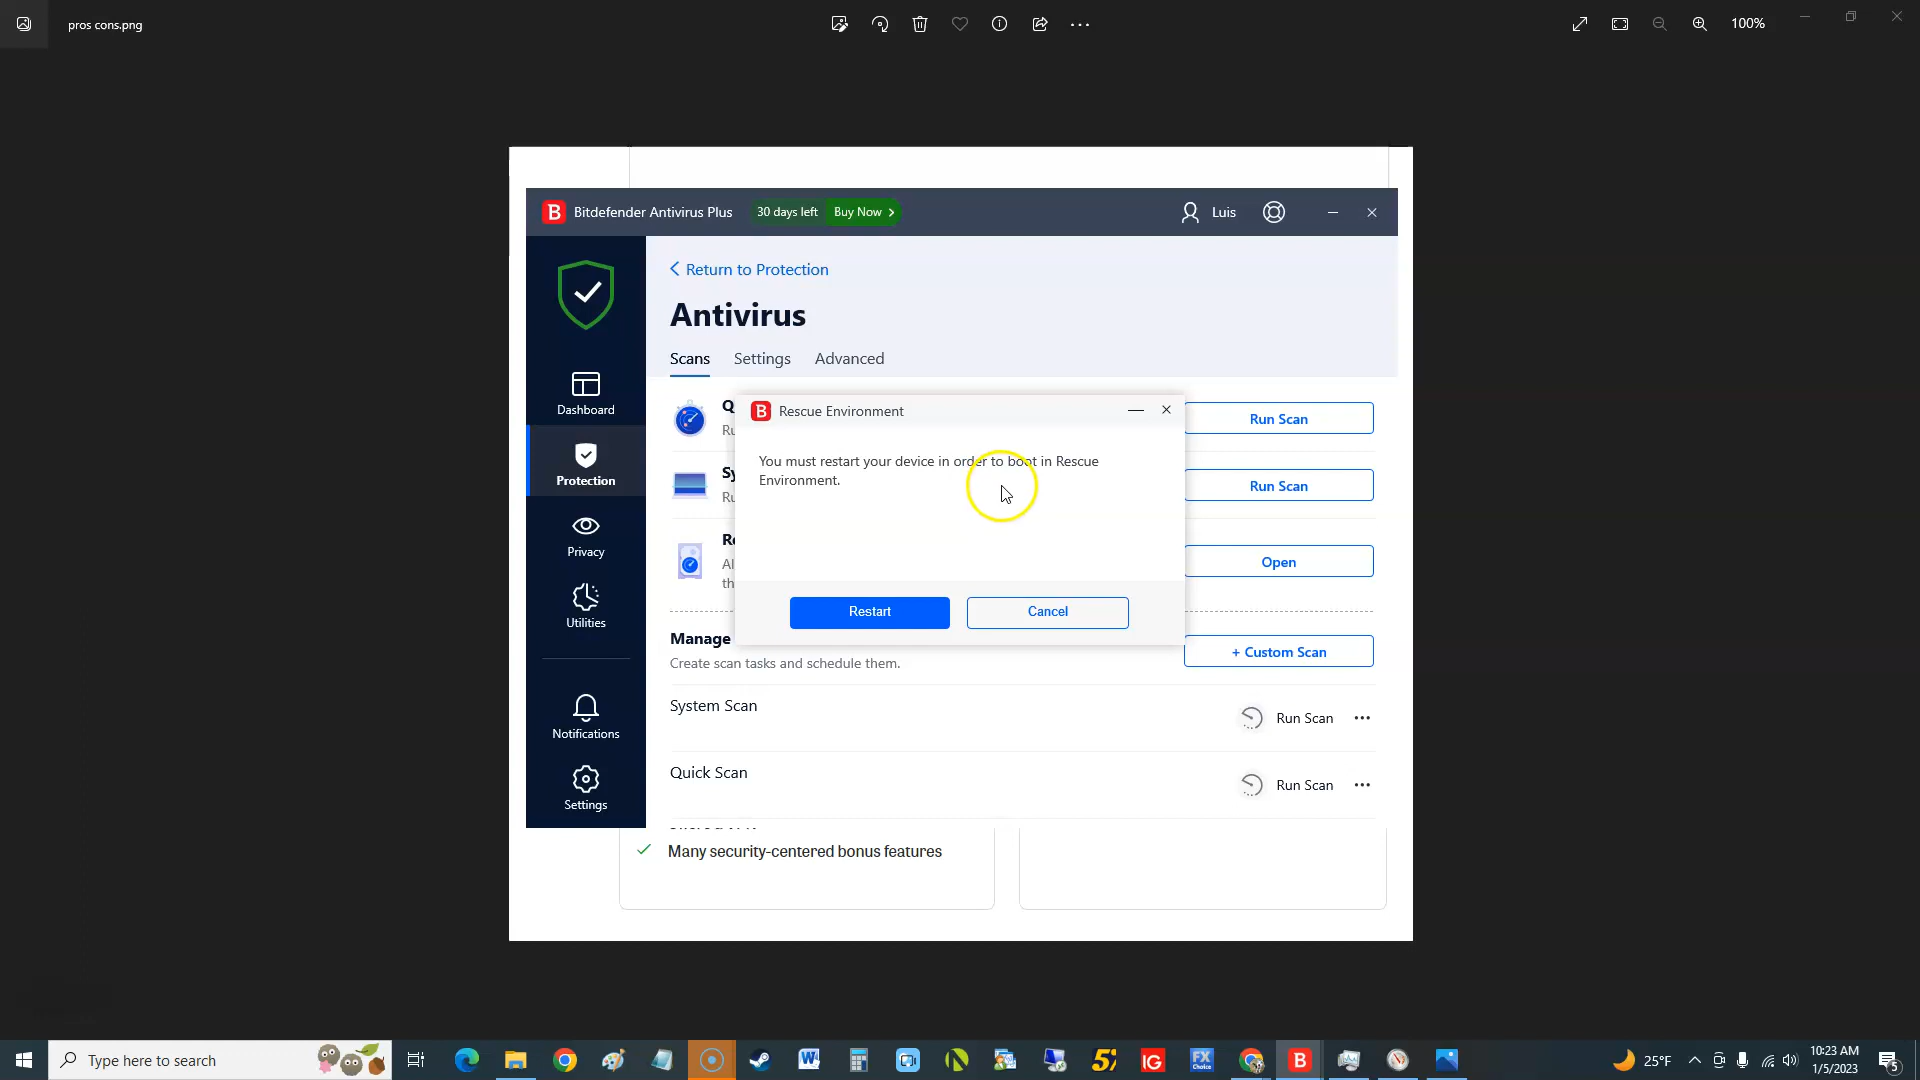 pros cons.png
100%
Bitdefender Antivirus Plus
30 days left
Buy Now
Luis
Return to Protection
Antivirus
Scans
Settings
Advanced
Dashboard
Protection
Privacy
Utilities
Notifications
Settings
Run Scan
Run Scan
Open
Rescue Environment
You must restart your device in order to boot in Rescue
Environment.
Restart
Cancel
Manage
Create scan tasks and schedule them.
+ Custom Scan
System Scan
Run Scan
Quick Scan
Run Scan
Many security-centered bonus features
Type here to search
IG
FX
Choice
25°F
10:23 AM
1/5/2023
5